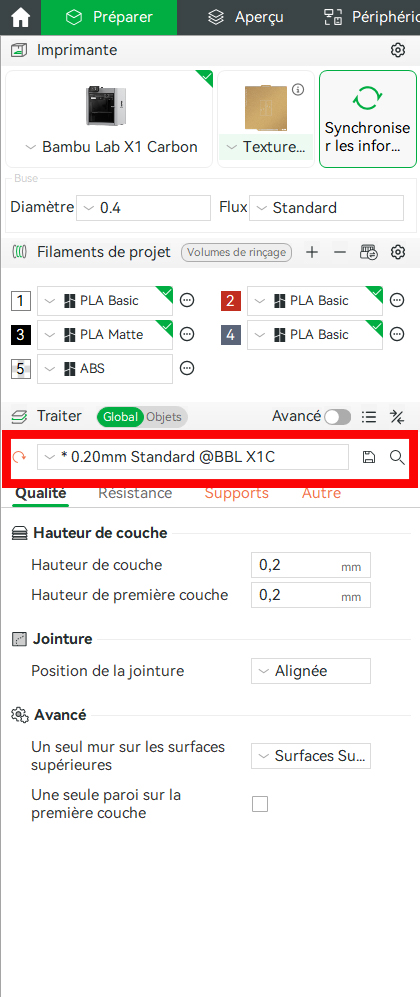 Préparer Aperçu Périphéric
Imprimante
Bambu Lab X1 Carbon Texture... Synchronise
r les infor...
Buse
Diamètre 0.4 Flux Standard
Filaments de projet Volumes de rinçage
1 PLA Basic 2 PLA Basic
3 PLA Matte 4 PLA Basic
5 ABS
Traiter Global Objets Avancé
* 0.20mm Standard @BBL X1C
Qualité Résistance Supports Autre
Hauteur de couche
Hauteur de couche 0,2 mm
Hauteur de première couche 0,2 mm
Jointure
Position de la jointure Alignée
Avancé
Un seul mur sur les surfaces
supérieures Surfaces Su...
Une seule paroi sur la
première couche